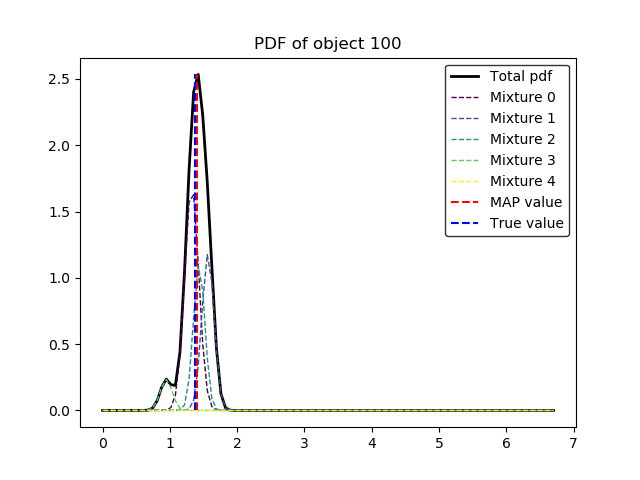 PDF of object 100
Total pdf
Mixture 0
Mixture 1
Mixture 2
Mixture 3
Mixture 4
MAP value
True value
2.5
2.0
1.5
1.0
0.5
0.0
0 1 2 3 4 5 6 7